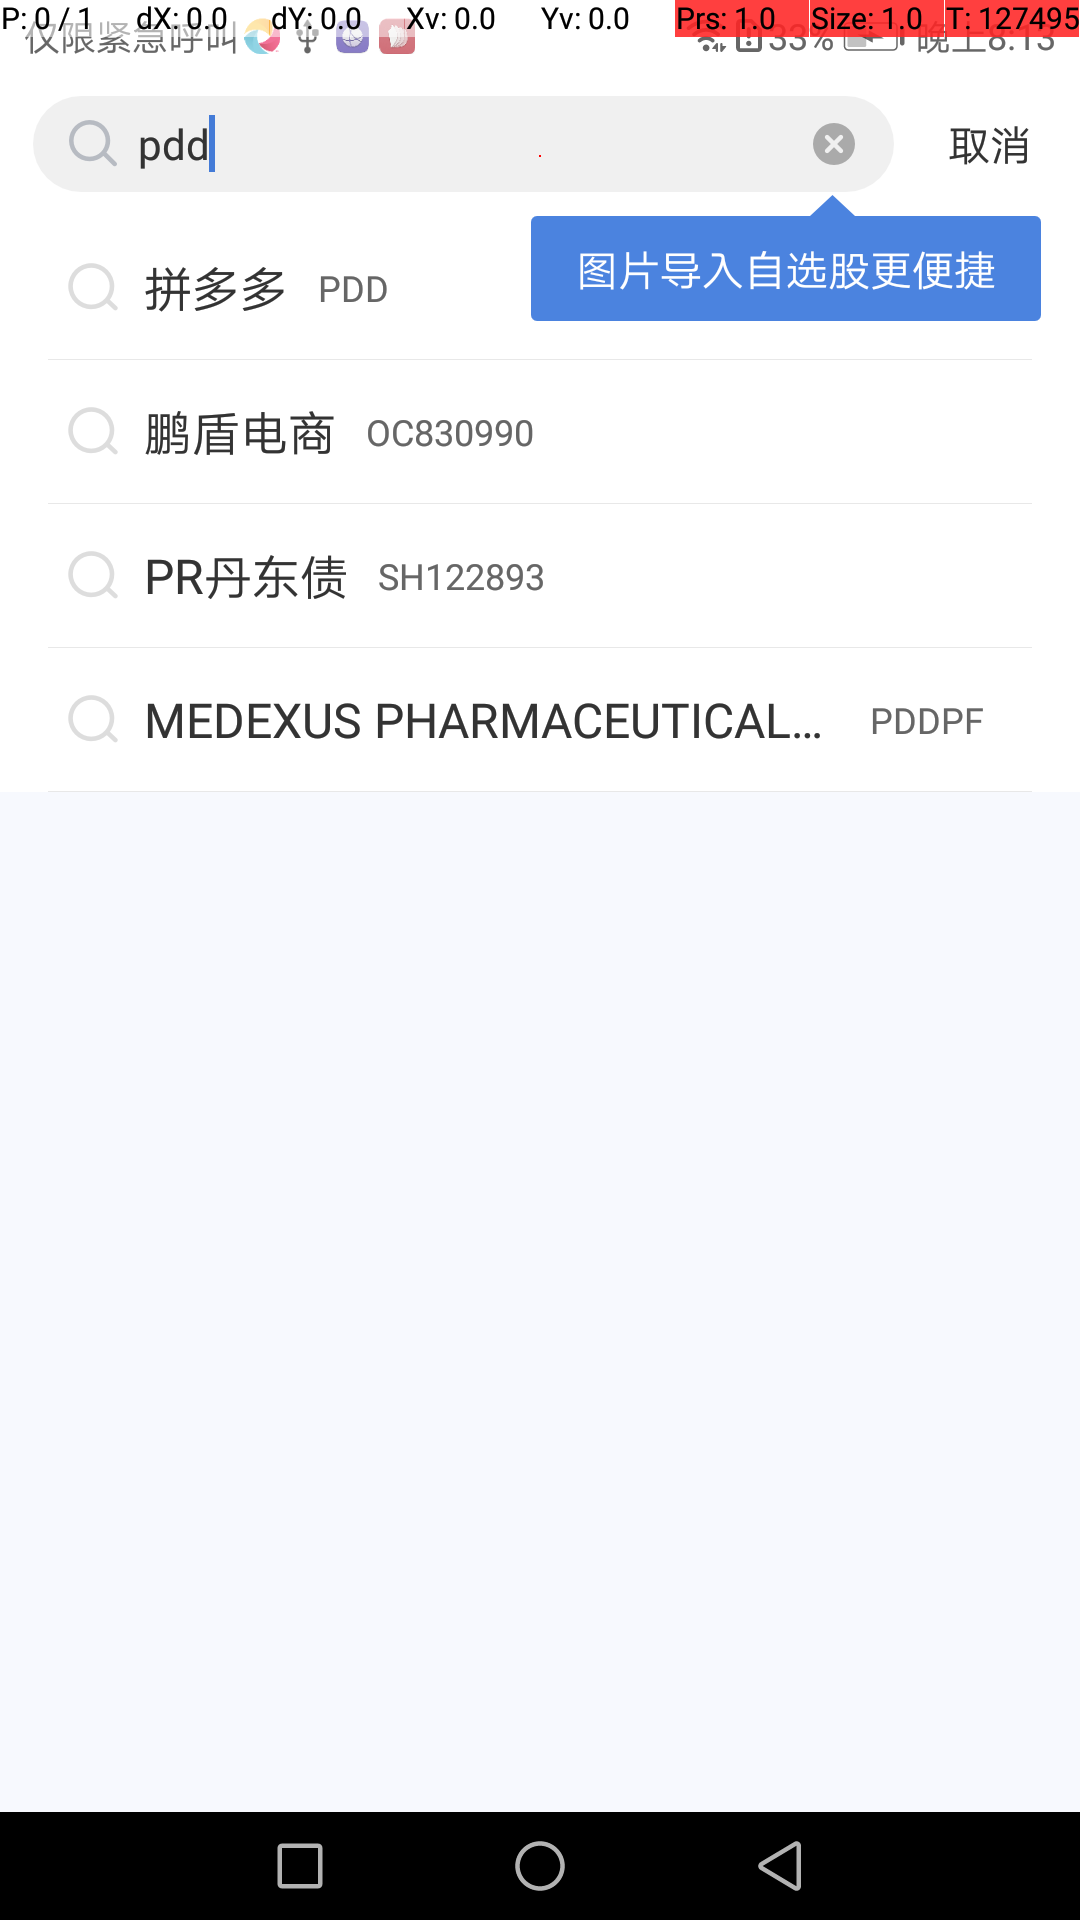 P: 0 / 1 dX: 0.0 dY: 0.0 Xv: 0.0 Yv: 0.0 Prs: 1.0 Size: 1.0 T: 127495
仅限紧急呼叫 33% 晚上8:13
pdd 取消
图片导入自选股更便捷
拼多多 PDD
鹏盾电商 OC830990
PR丹东债 SH122893
MEDEXUS PHARMACEUTICAL... PDDPF